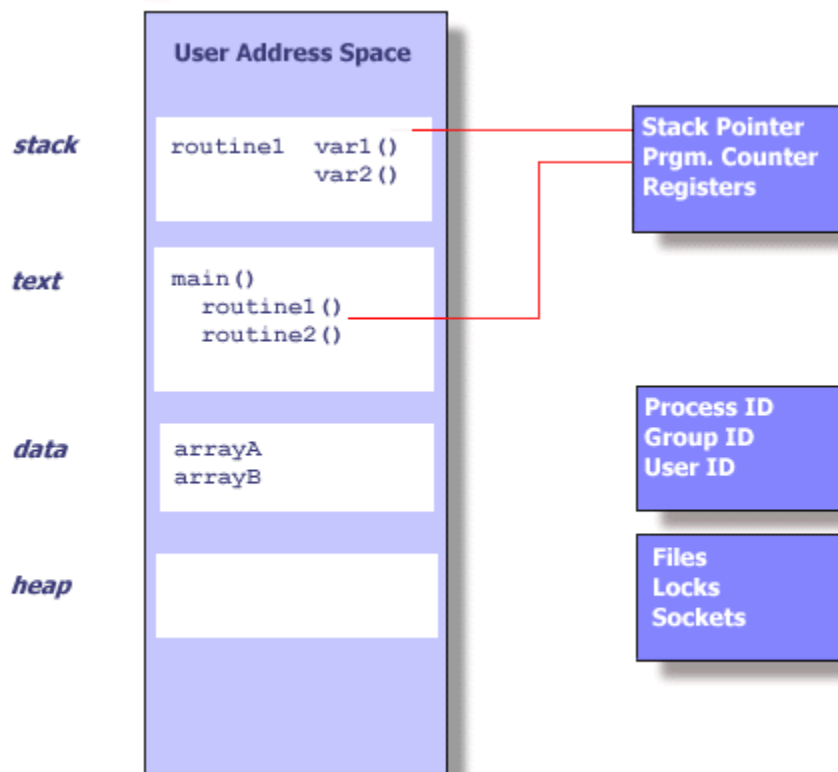 User Address Space
stack
routine1 var1()
var2()
Stack Pointer
Prgm. Counter
Registers
text
main()
routine1()
routine2()
data
arrayA
arrayB
Process ID
Group ID
User ID
heap
Files
Locks
Sockets